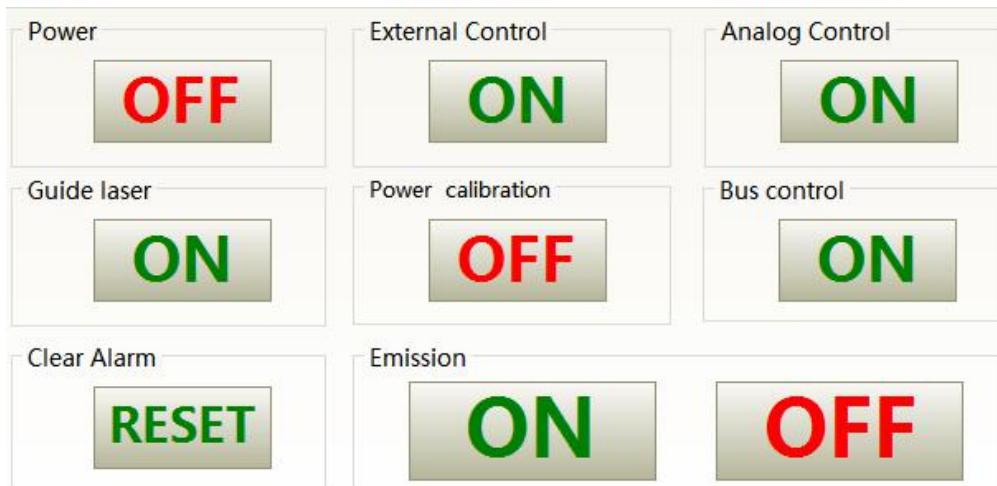 Power
External Control
Analog Control
OFF
ON
ON
Guide laser
Power calibration
Bus control
ON
OFF
ON
Clear Alarm
Emission
RESET
ON
OFF